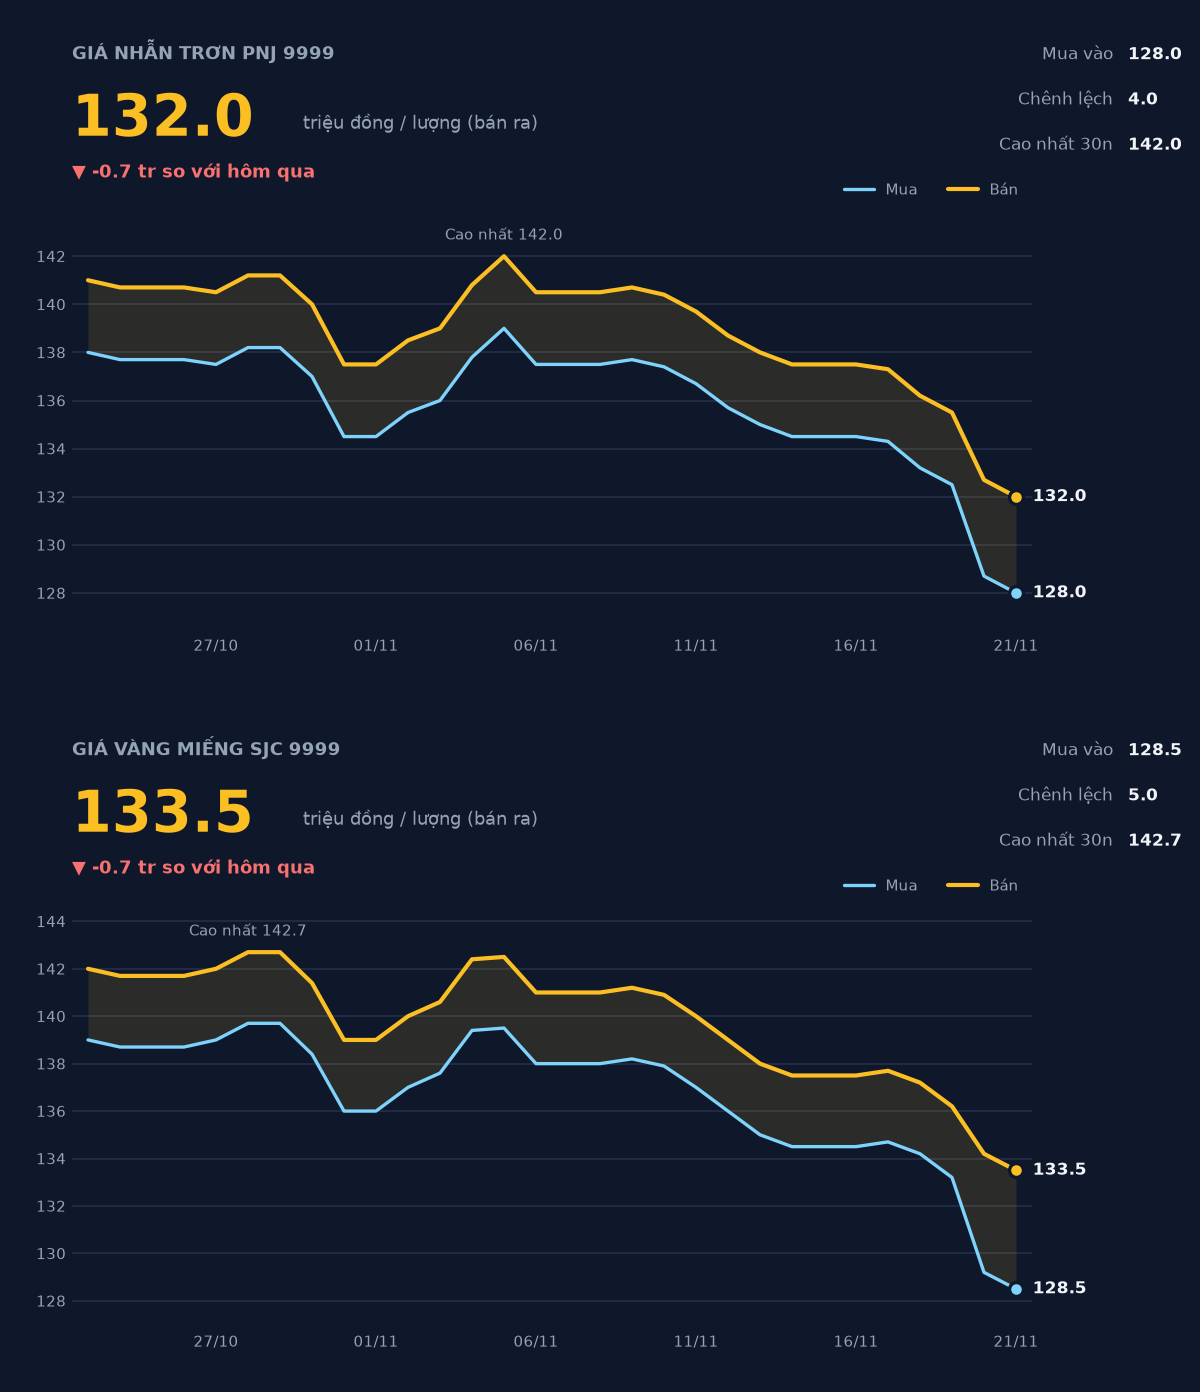 GIÁ NHẪN TRƠN PNJ 9999
132.0 triệu đồng / lượng (bán ra)
▼ -0.7 tr so với hôm qua
Mua vào 128.0
Chênh lệch 4.0
Cao nhất 30n 142.0
Mua Bán
Cao nhất 142.0
142
140
138
136
134
132
130
128
132.0
128.0
27/10 01/11 06/11 11/11 16/11 21/11
GIÁ VÀNG MIẾNG SJC 9999
133.5 triệu đồng / lượng (bán ra)
▼ -0.7 tr so với hôm qua
Mua vào 128.5
Chênh lệch 5.0
Cao nhất 30n 142.7
Mua Bán
Cao nhất 142.7
144
142
140
138
136
134
132
130
128
133.5
128.5
27/10 01/11 06/11 11/11 16/11 21/11